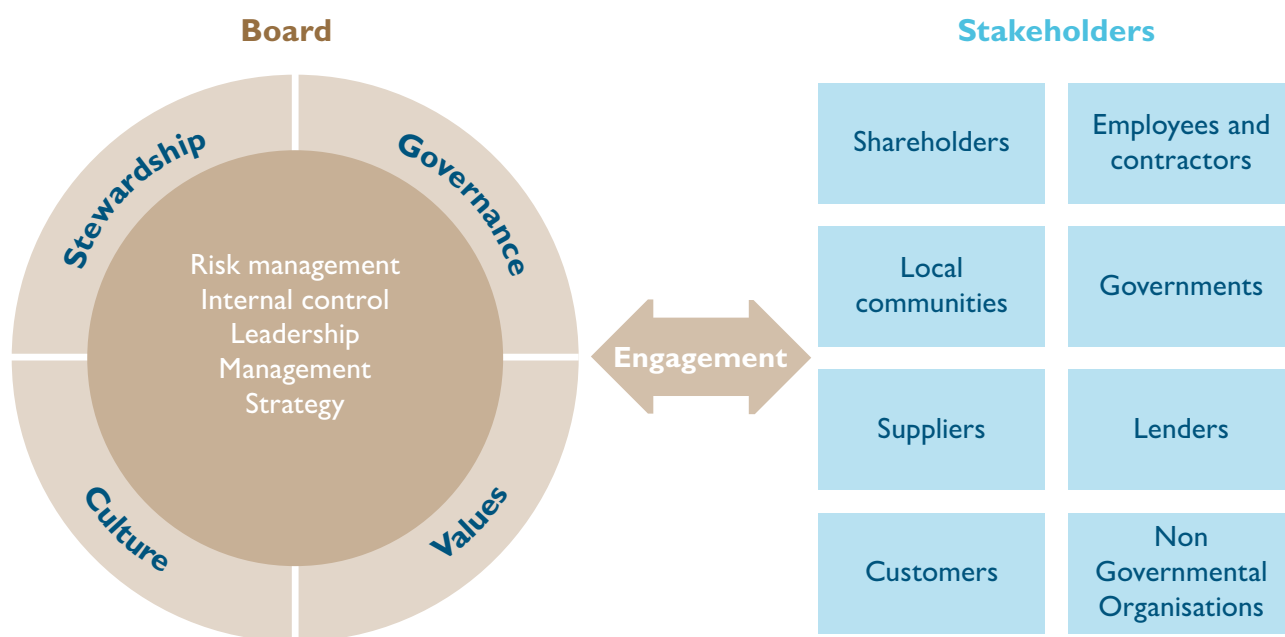 Board
Stewardship
Governance
Risk management
Internal control
Leadership
Management
Strategy
Culture
Values
Engagement
Stakeholders
Shareholders
Employees and
contractors
Local
communities
Governments
Suppliers
Lenders
Customers
Non
Governmental
Organisations